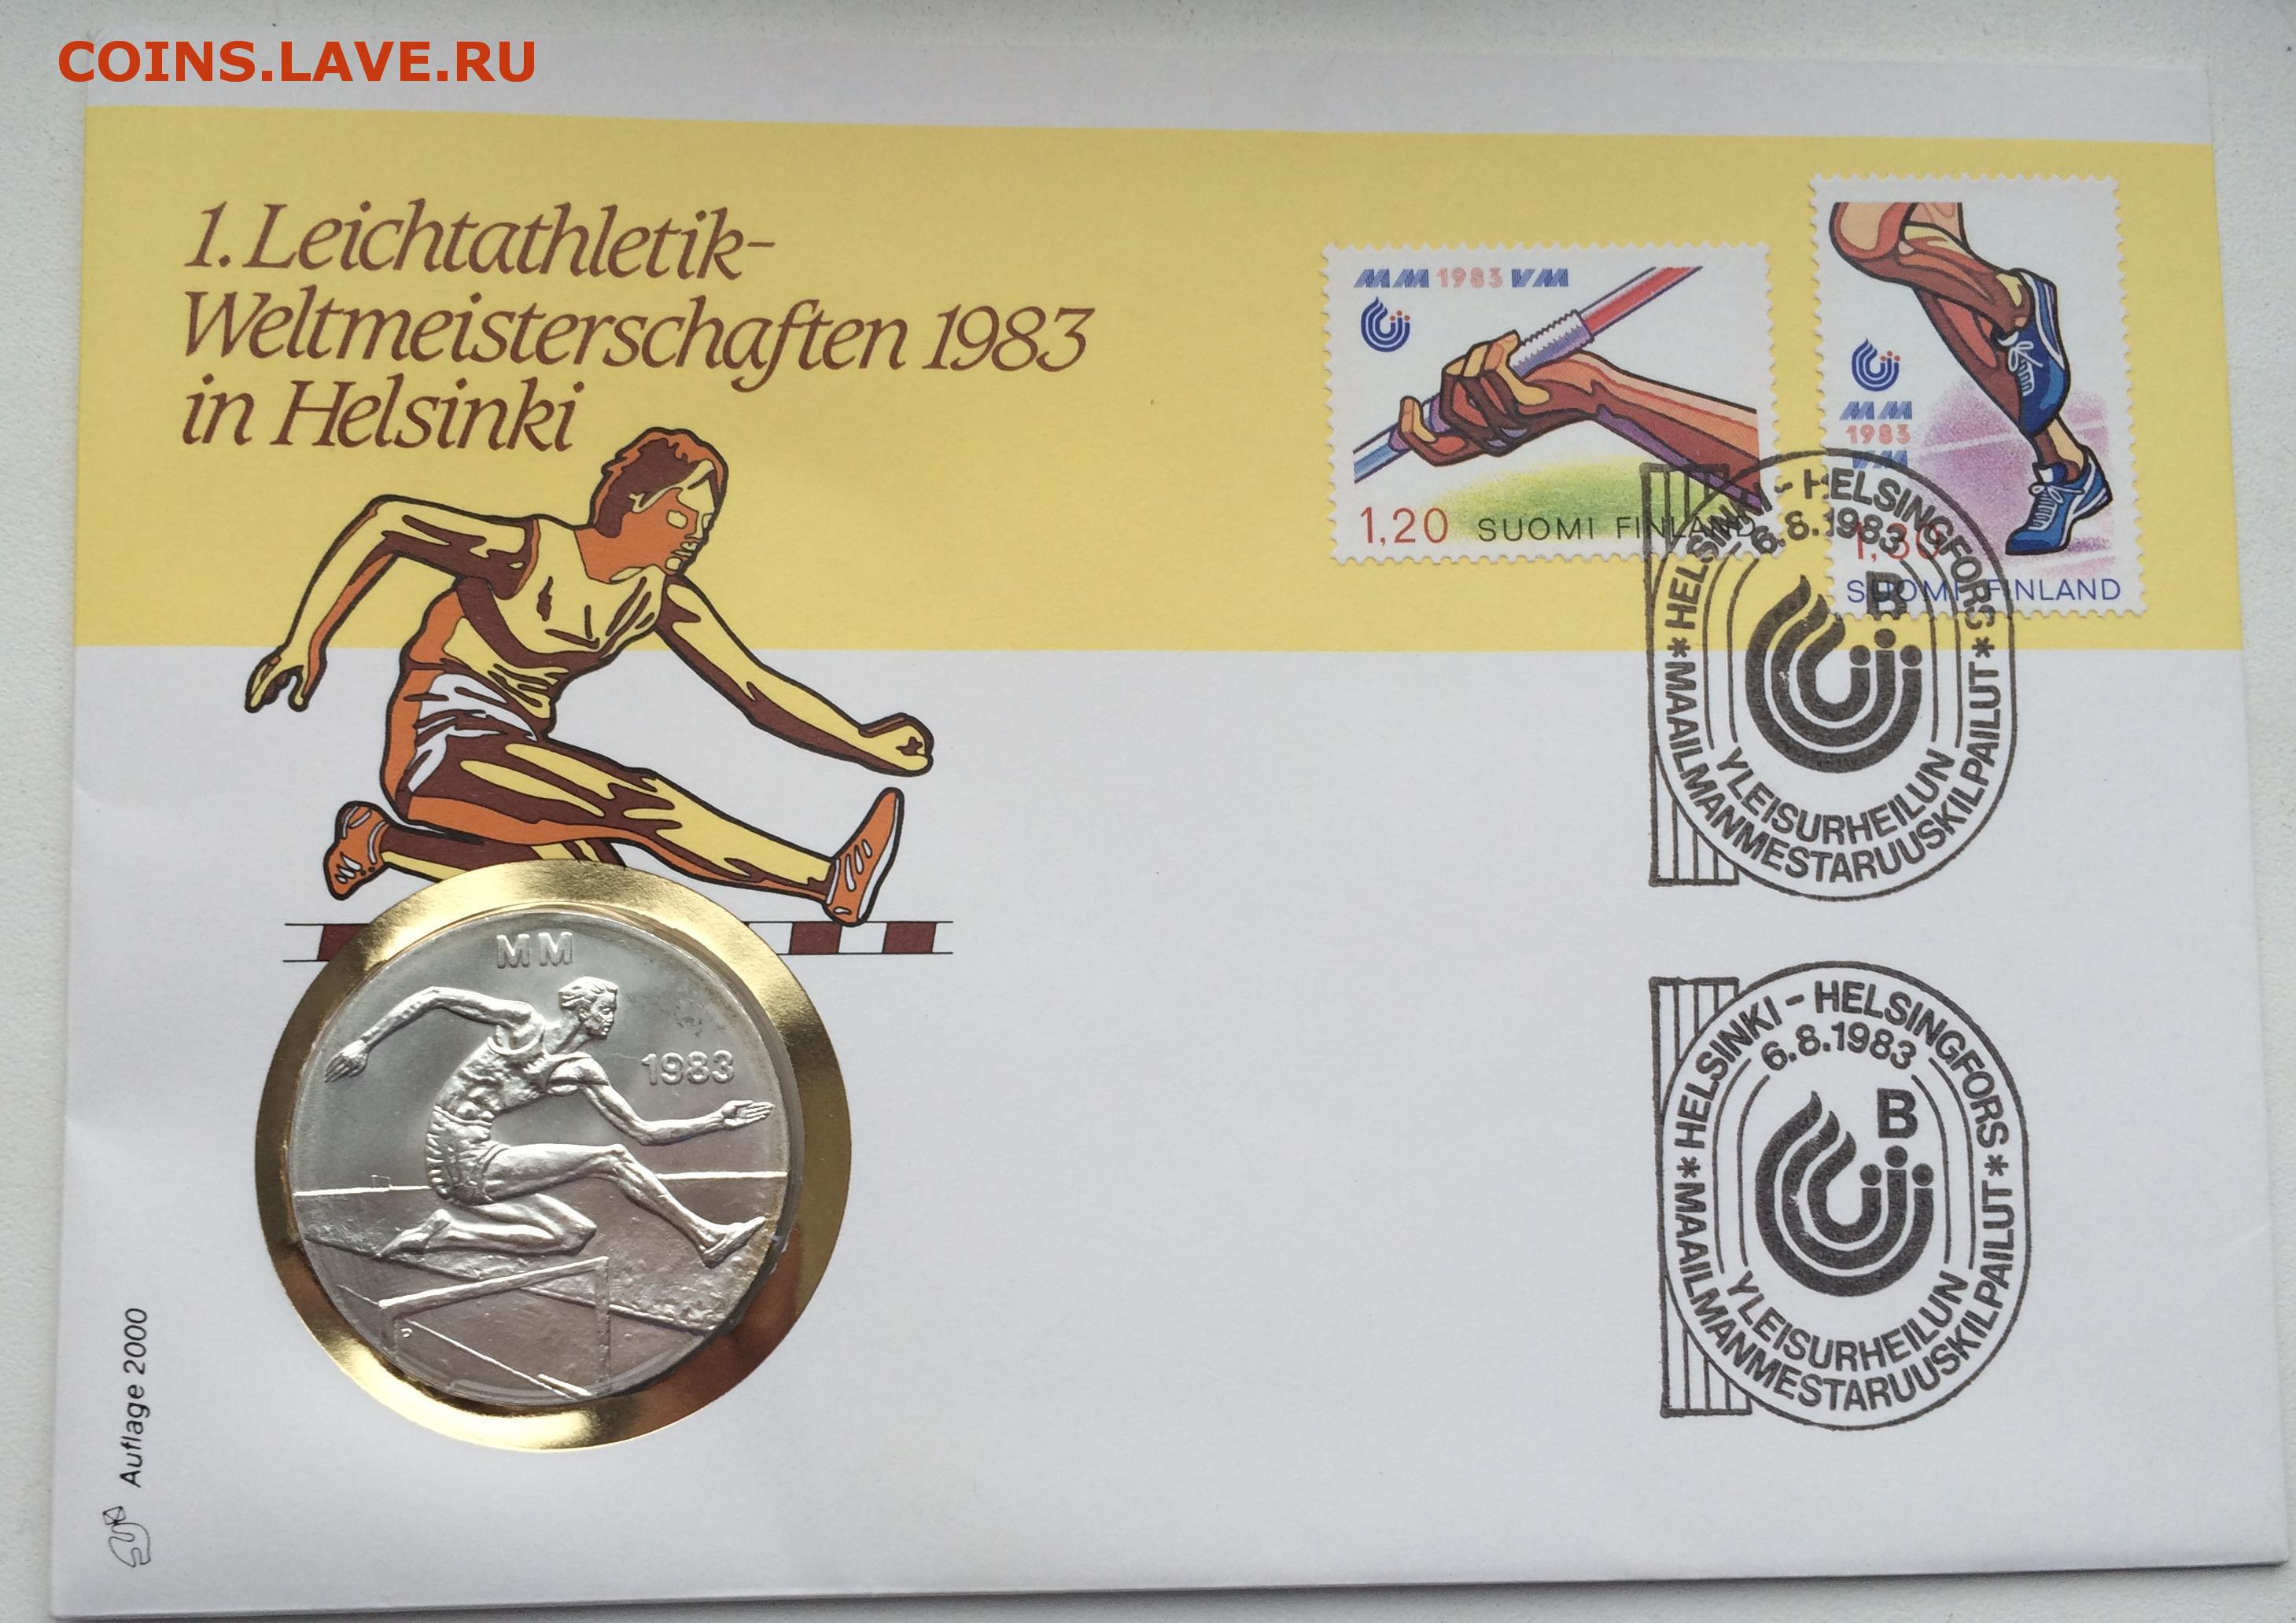 COINS.LAVE.RU
1. Leichtathletik-
Weltmeisterschaften 1983
in Helsinki
MM 1983 VM
1,20 SUOMI FINLAND
MM
1983
VM
1,30
SUOMI FINLAND
HELSINKI - HELSINGFORS
6.8.1983
B
YLEISURHEILUN
* MAAILMANMESTARUUSKILPAILUT *
MM
1983
HELSINKI - HELSINGFORS
6.8.1983
B
YLEISURHEILUN
* MAAILMANMESTARUUSKILPAILUT *
Auflage 2000